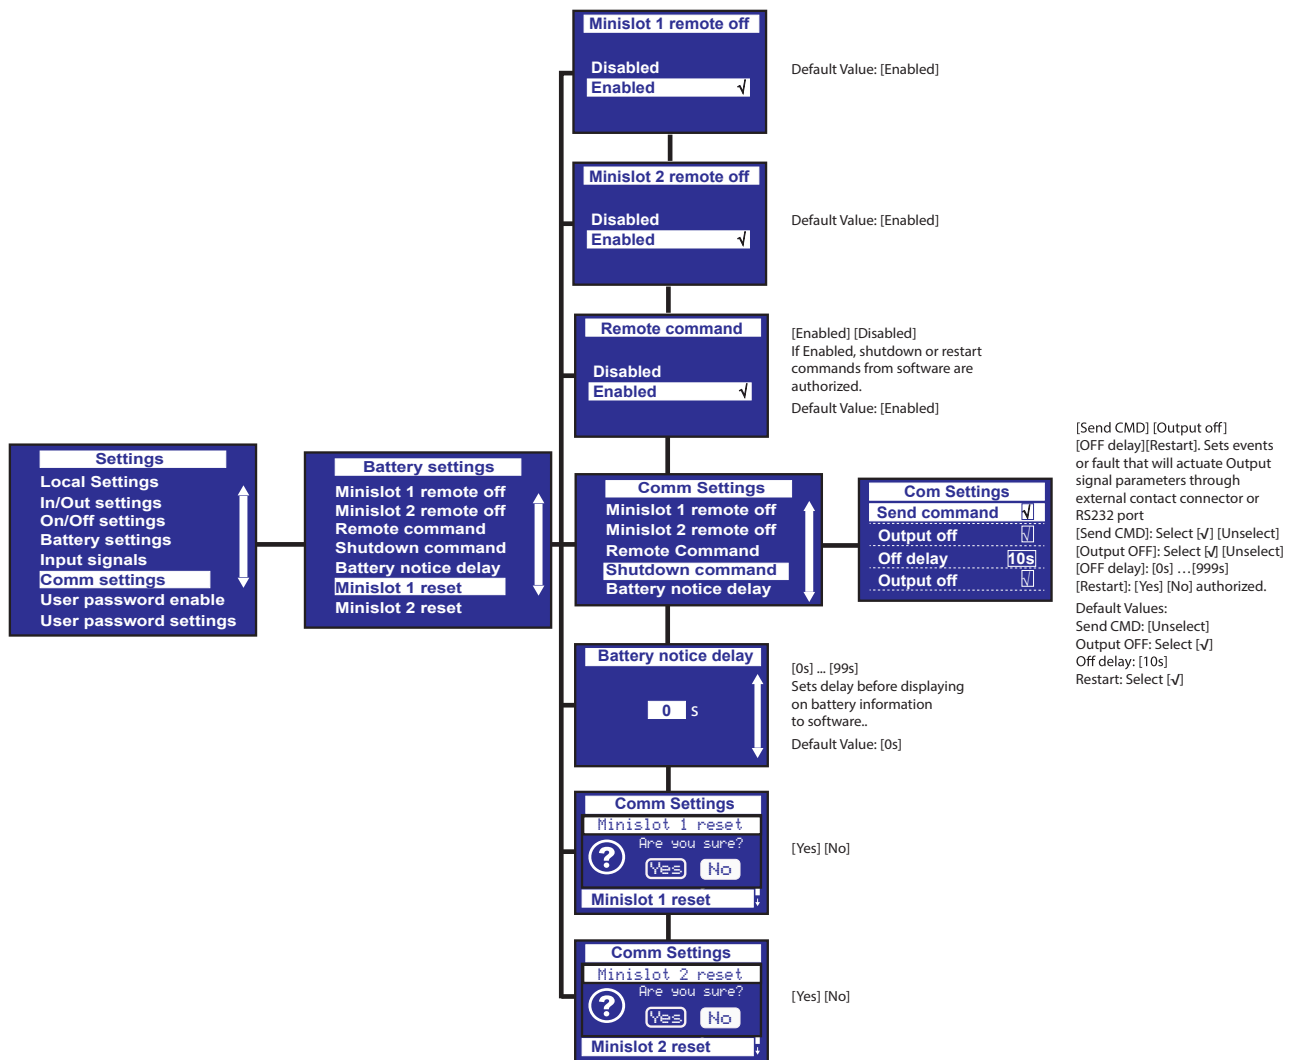 Minislot 1 remote off
Disabled
Enabled √
Default Value: [Enabled]
Minislot 2 remote off
Disabled
Enabled √
Default Value: [Enabled]
Remote command
Disabled
Enabled √
[Enabled] [Disabled]
If Enabled, shutdown or restart
commands from software are
authorized.
Default Value: [Enabled]
Settings
Local Settings
In/Out settings
On/Off settings
Battery settings
Input signals
Comm settings
User password enable
User password settings
Battery settings
Minislot 1 remote off
Minislot 2 remote off
Remote command
Shutdown command
Battery notice delay
Minislot 1 reset
Minislot 2 reset
Comm Settings
Minislot 1 remote off
Minislot 2 remote off
Remote Command
Shutdown command
Battery notice delay
Com Settings
Send command √
Output off √
Off delay 10s
Output off √
[Send CMD] [Output off]
[OFF delay][Restart]. Sets events
or fault that will actuate Output
signal parameters through
external contact connector or
RS232 port
[Send CMD]: Select [√] [Unselect]
[Output OFF]: Select [√] [Unselect]
[OFF delay]: [0s] ...[999s]
[Restart]: [Yes] [No] authorized.
Default Values:
Send CMD: [Unselect]
Output OFF: Select [√]
Off delay: [10s]
Restart: Select [√]
Battery notice delay
0 s
[0s] ... [99s]
Sets delay before displaying
on battery information
to software..
Default Value: [0s]
Comm Settings
Minislot 1 reset
Are you sure?
? Yes No
Minislot 1 reset
[Yes] [No]
Comm Settings
Minislot 2 reset
Are you sure?
? Yes No
Minislot 2 reset
[Yes] [No]